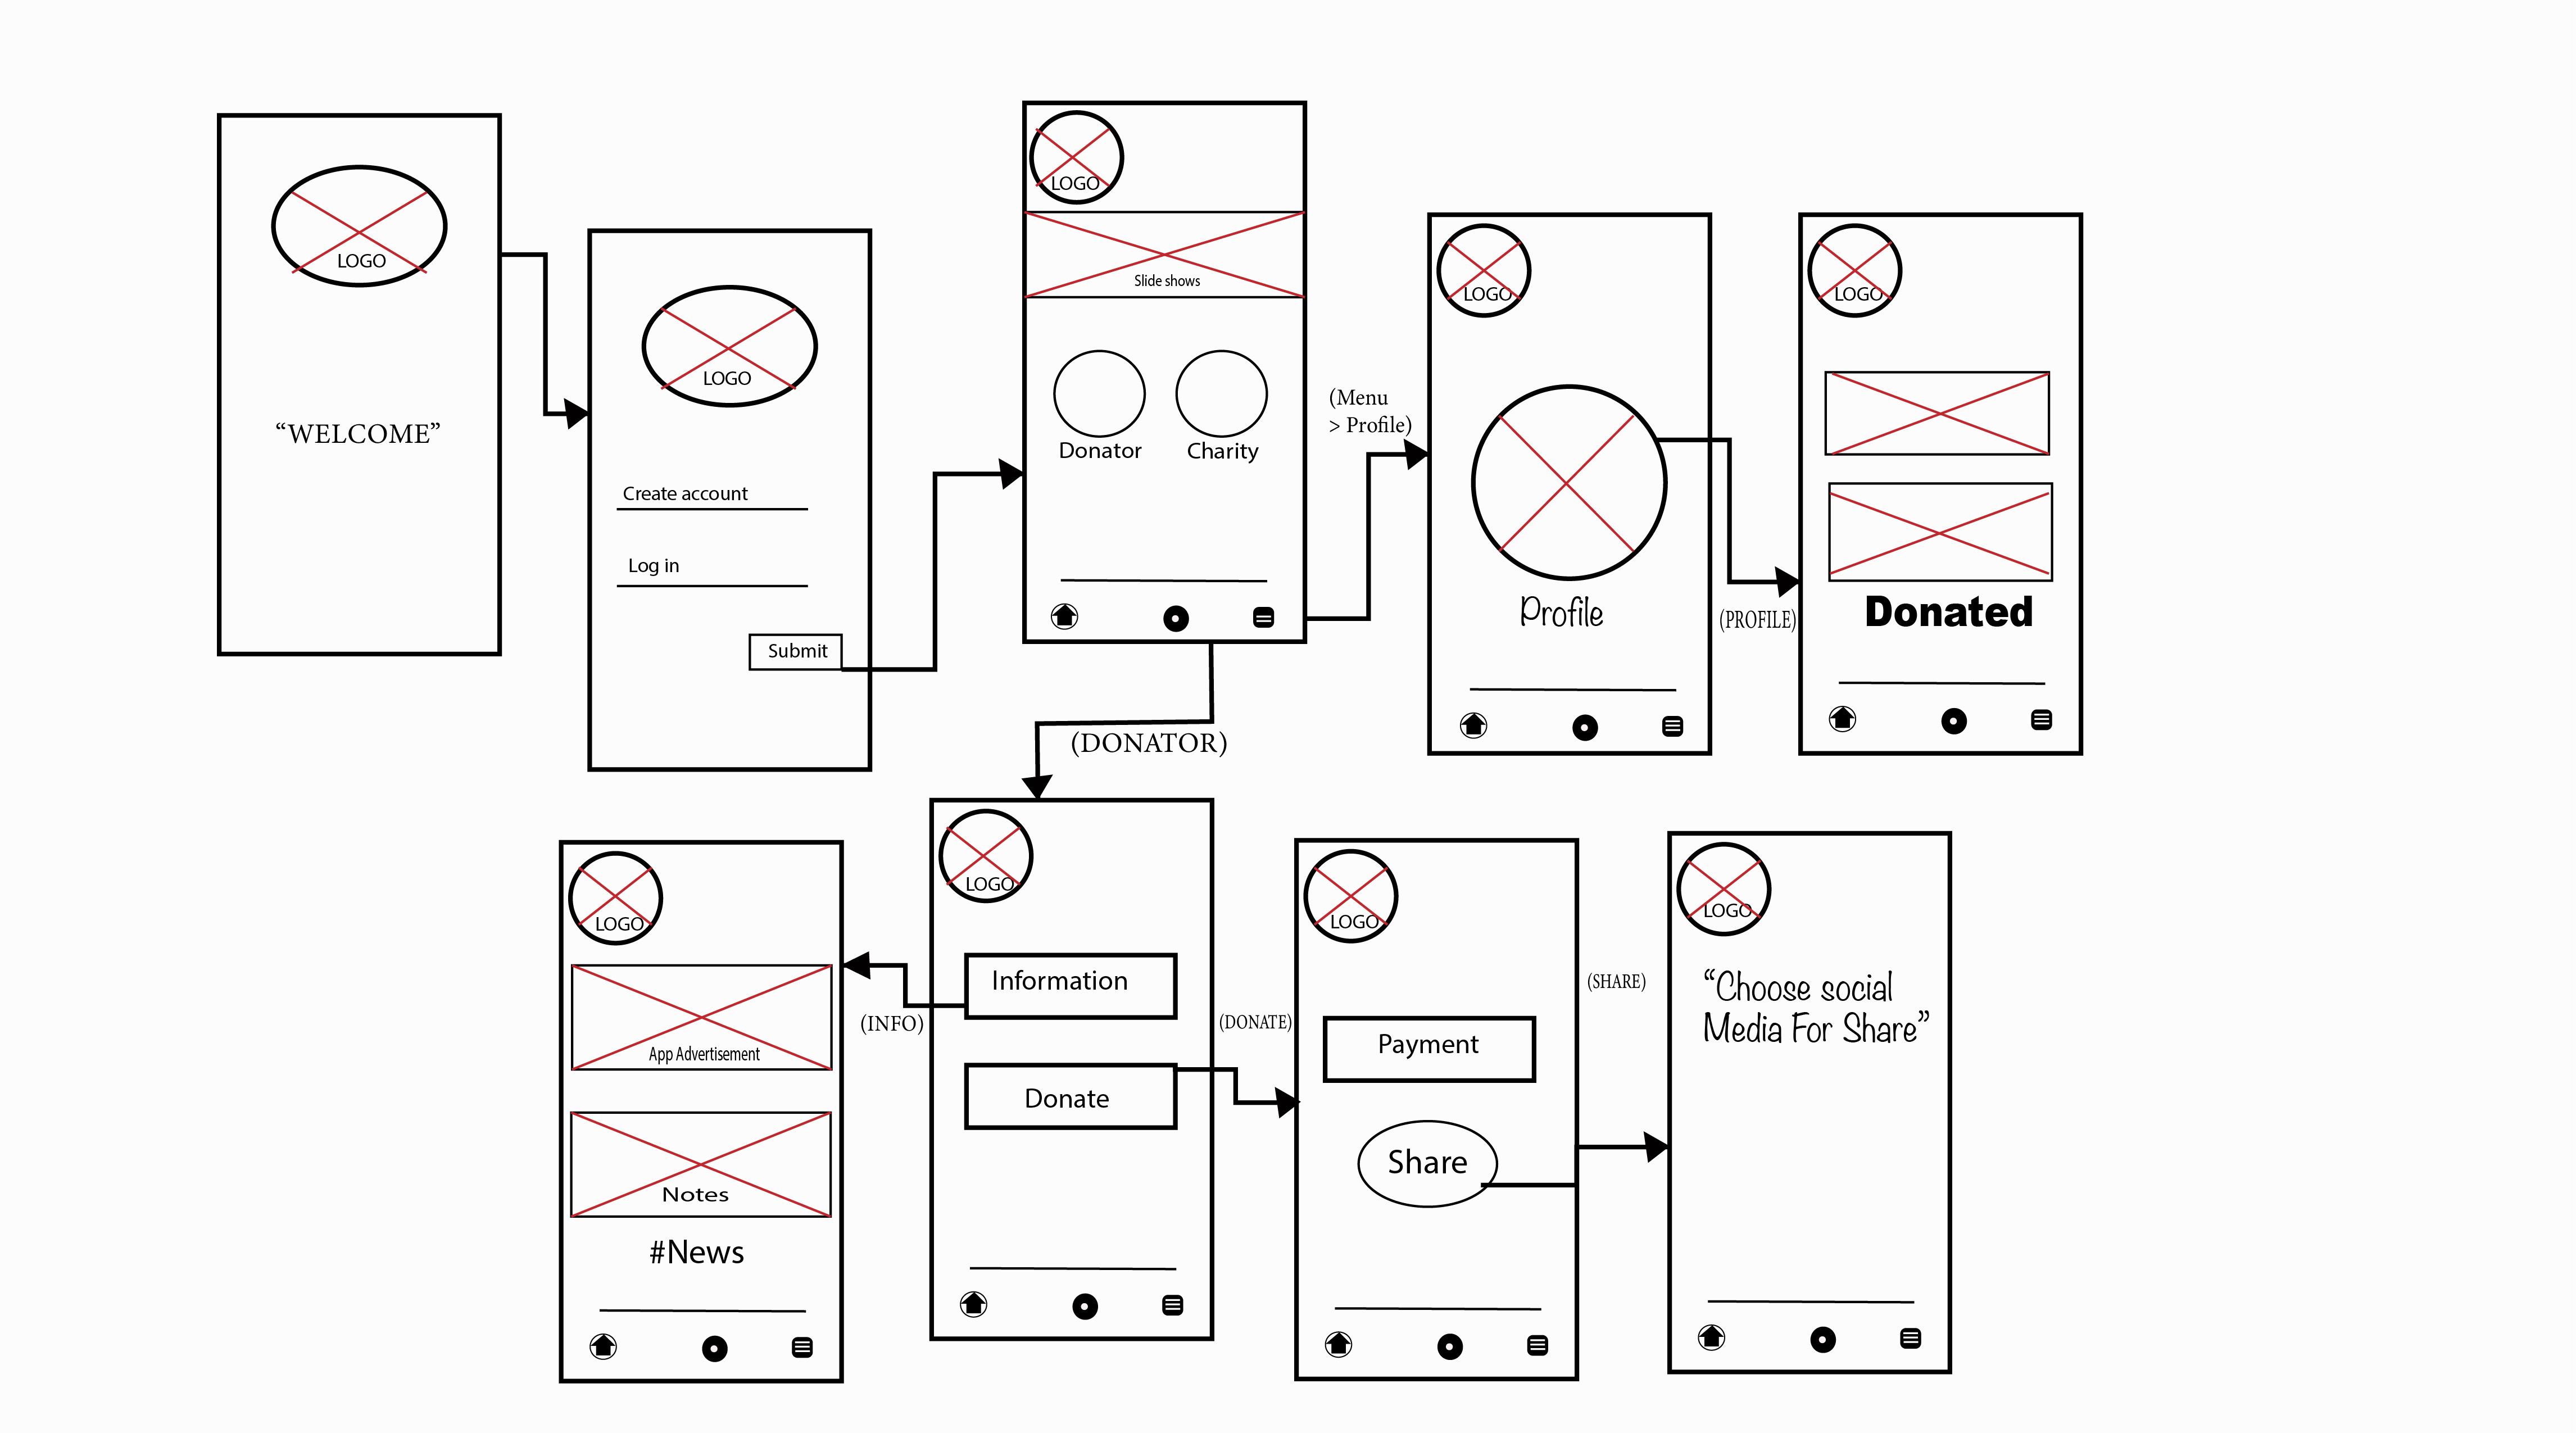 LOGO
“WELCOME”
LOGO
Create account
Log in
Submit
LOGO
Slide shows
Donator
Charity
(Menu
> Profile)
LOGO
Profile
(PROFILE)
LOGO
Donated
(DONATOR)
LOGO
App Advertisement
Notes
#News
(INFO)
LOGO
Information
Donate
(DONATE)
LOGO
Payment
Share
(SHARE)
LOGO
“Choose social
Media For Share”